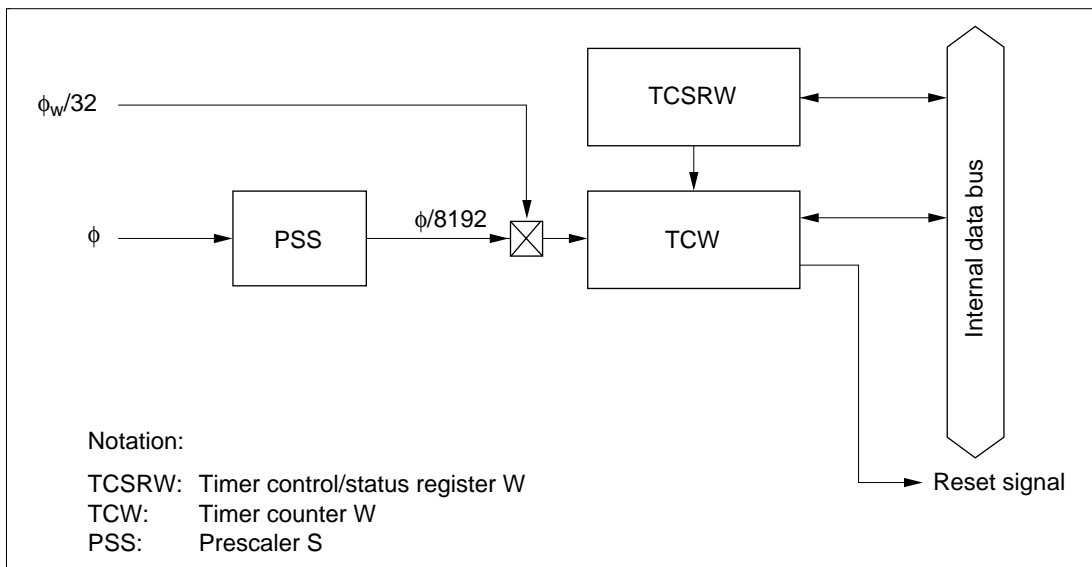 ϕw/32
TCSRW
ϕ
PSS
ϕ/8192
TCW
Internal data bus
Reset signal
Notation:
TCSRW: Timer control/status register W
TCW: Timer counter W
PSS: Prescaler S